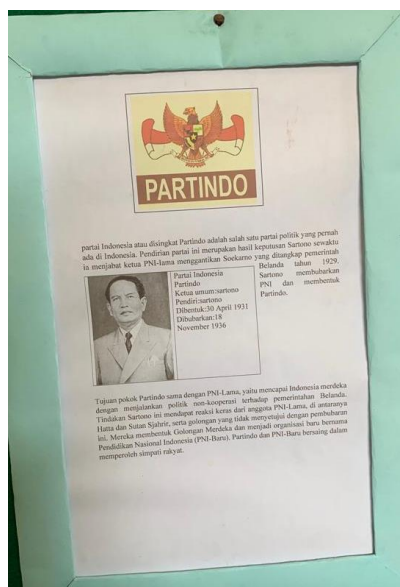 PARTINDO
partai Indonesia atau disingkat Partindo adalah salah satu partai politik yang pernah
ada di Indonesia. Pendirian partai ini merupakan hasil keputusan Sartono sewaktu
ia menjabat ketua PNI-lama menggantikan Soekarno yang ditangkap pemerintah
Belanda tahun 1929.
Sartono membubarkan
PNI dan membentuk
Partindo.
Partai Indonesia
Partindo
Ketua umum:sartono
Pendiri:sartono
Dibentuk:30 April 1931
Dibubarkan:18
November 1936
Tujuan pokok Partindo sama dengan PNI-Lama, yaitu mencapai Indonesia merdeka
dengan menjalankan politik non-kooperasi terhadap pemerintahan Belanda.
Tindakan Sartono ini mendapat reaksi keras dari anggota PNI-Lama, di antaranya
Hatta dan Sutan Sjahrir, serta golongan yang tidak menyetujui dengan pembubaran
ini. Mereka membentuk Golongan Merdeka dan menjadi organisasi baru bernama
Pendidikan Nasional Indonesia (PNI-Baru). Partindo dan PNI-Baru bersaing dalam
memperoleh simpati rakyat.